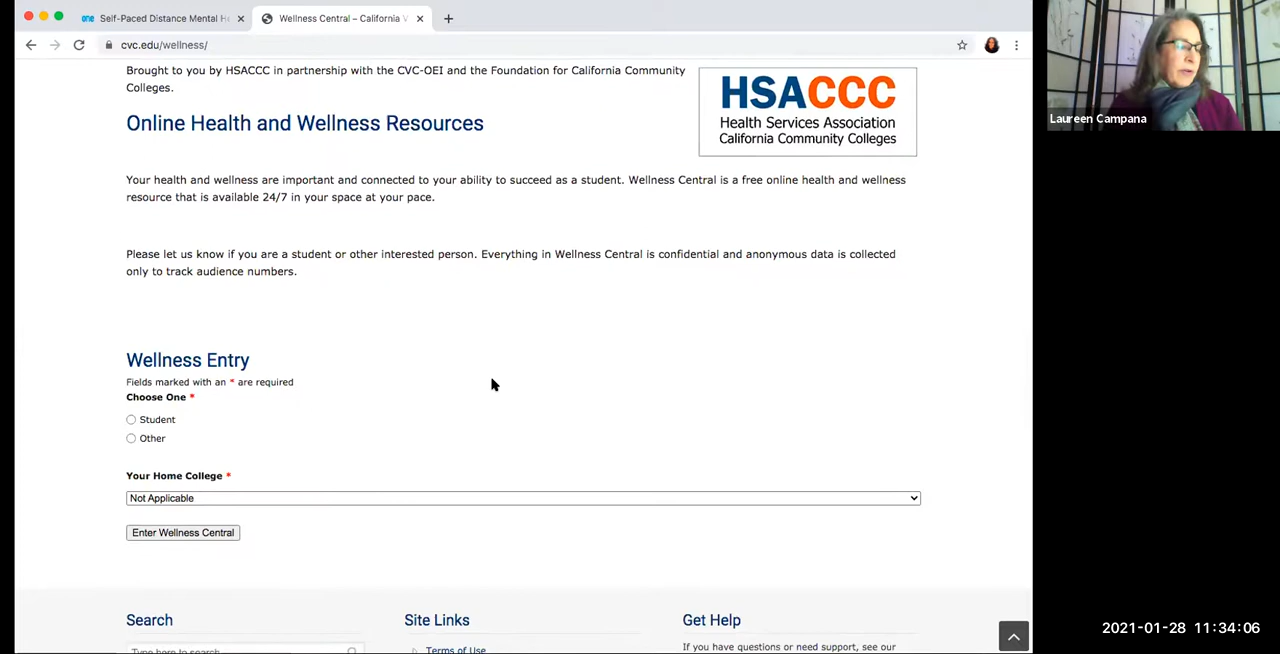 one Self-Paced Distance Mental He
Wellness Central – California V
cvc.edu/wellness/
Brought to you by HSACCC in partnership with the CVC-OEI and the Foundation for California Community
Colleges.
HSACCC
Health Services Association
California Community Colleges
Online Health and Wellness Resources
Your health and wellness are important and connected to your ability to succeed as a student. Wellness Central is a free online health and wellness
resource that is available 24/7 in your space at your pace.
Please let us know if you are a student or other interested person. Everything in Wellness Central is confidential and anonymous data is collected
only to track audience numbers.
Wellness Entry
Fields marked with an * are required
Choose One *
Student
Other
Your Home College *
Not Applicable
Enter Wellness Central
Search
Type here to search
Site Links
Terms of Use
Get Help
If you have questions or need support, see our
Laureen Campana
2021-01-28 11:34:06